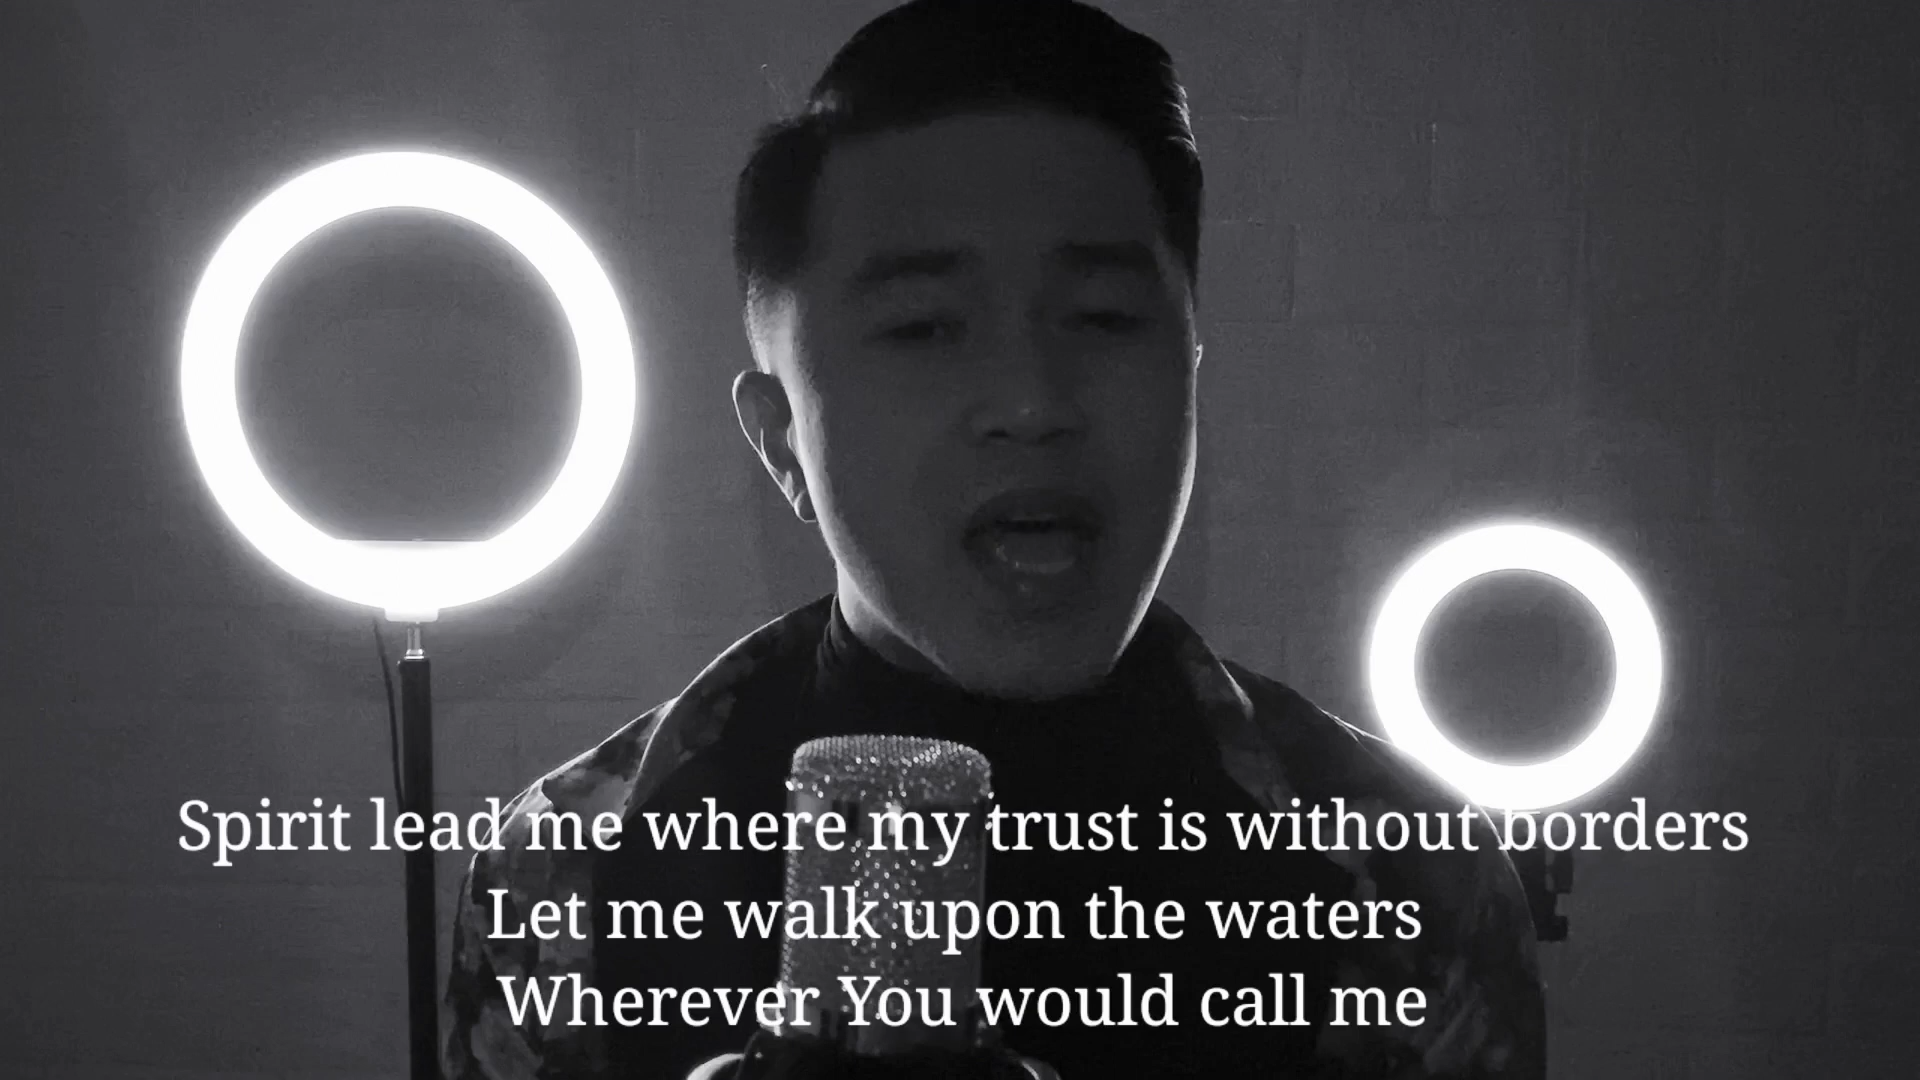 Spirit lead me where my trust is without borders
Let me walk upon the waters
Wherever You would call me